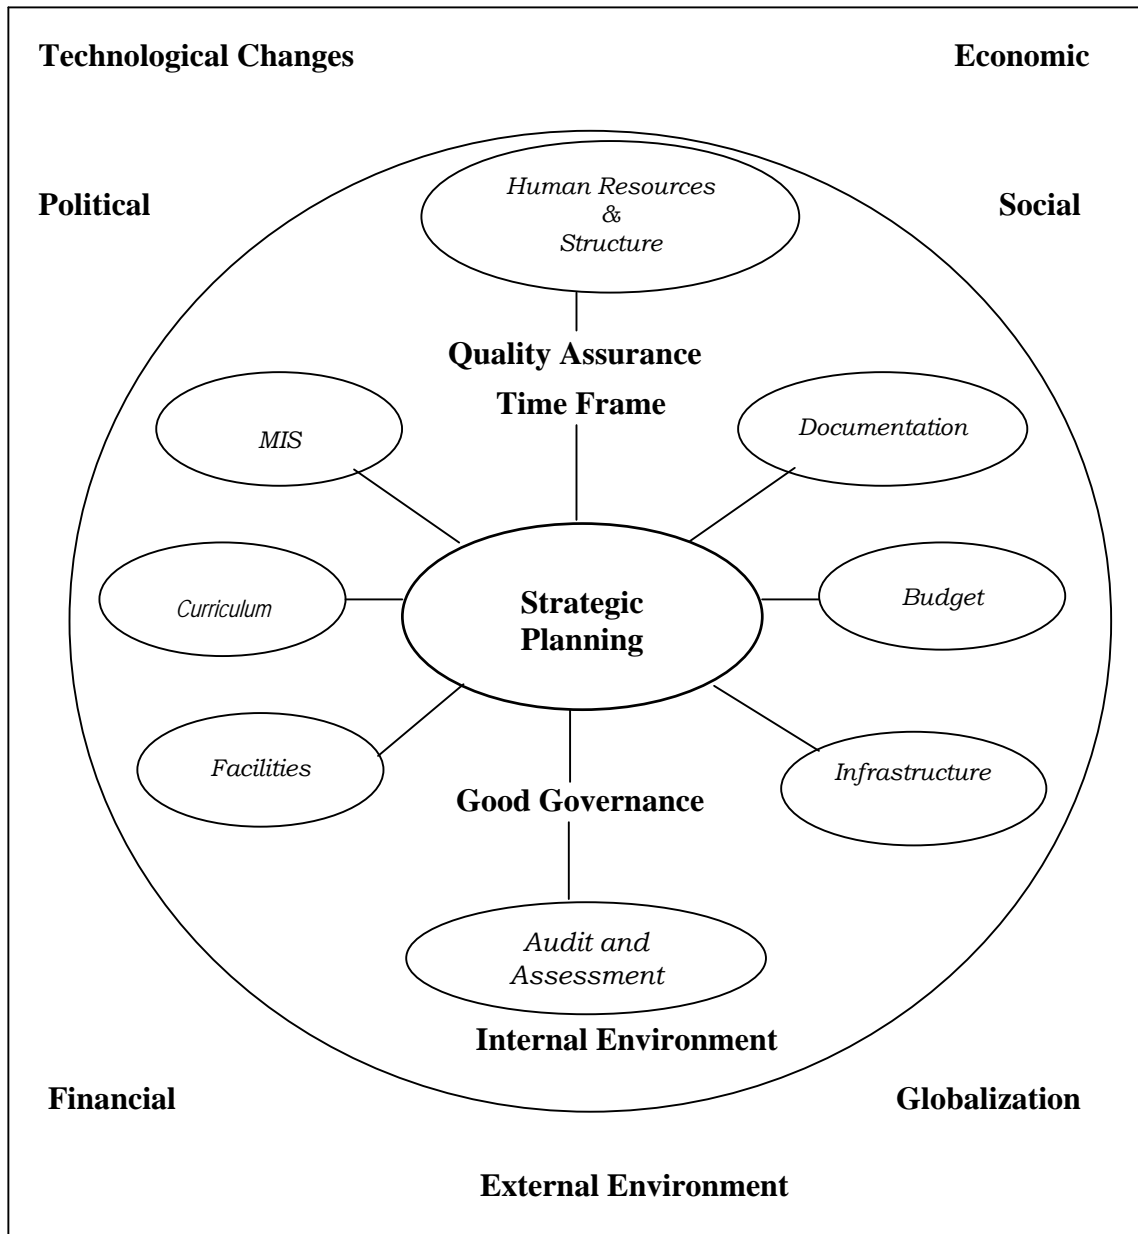 Technological Changes
Economic
Political
Social
Human Resources
&
Structure
Quality Assurance
Time Frame
MIS
Documentation
Curriculum
Strategic
Planning
Budget
Facilities
Infrastructure
Good Governance
Audit and
Assessment
Internal Environment
Financial
Globalization
External Environment